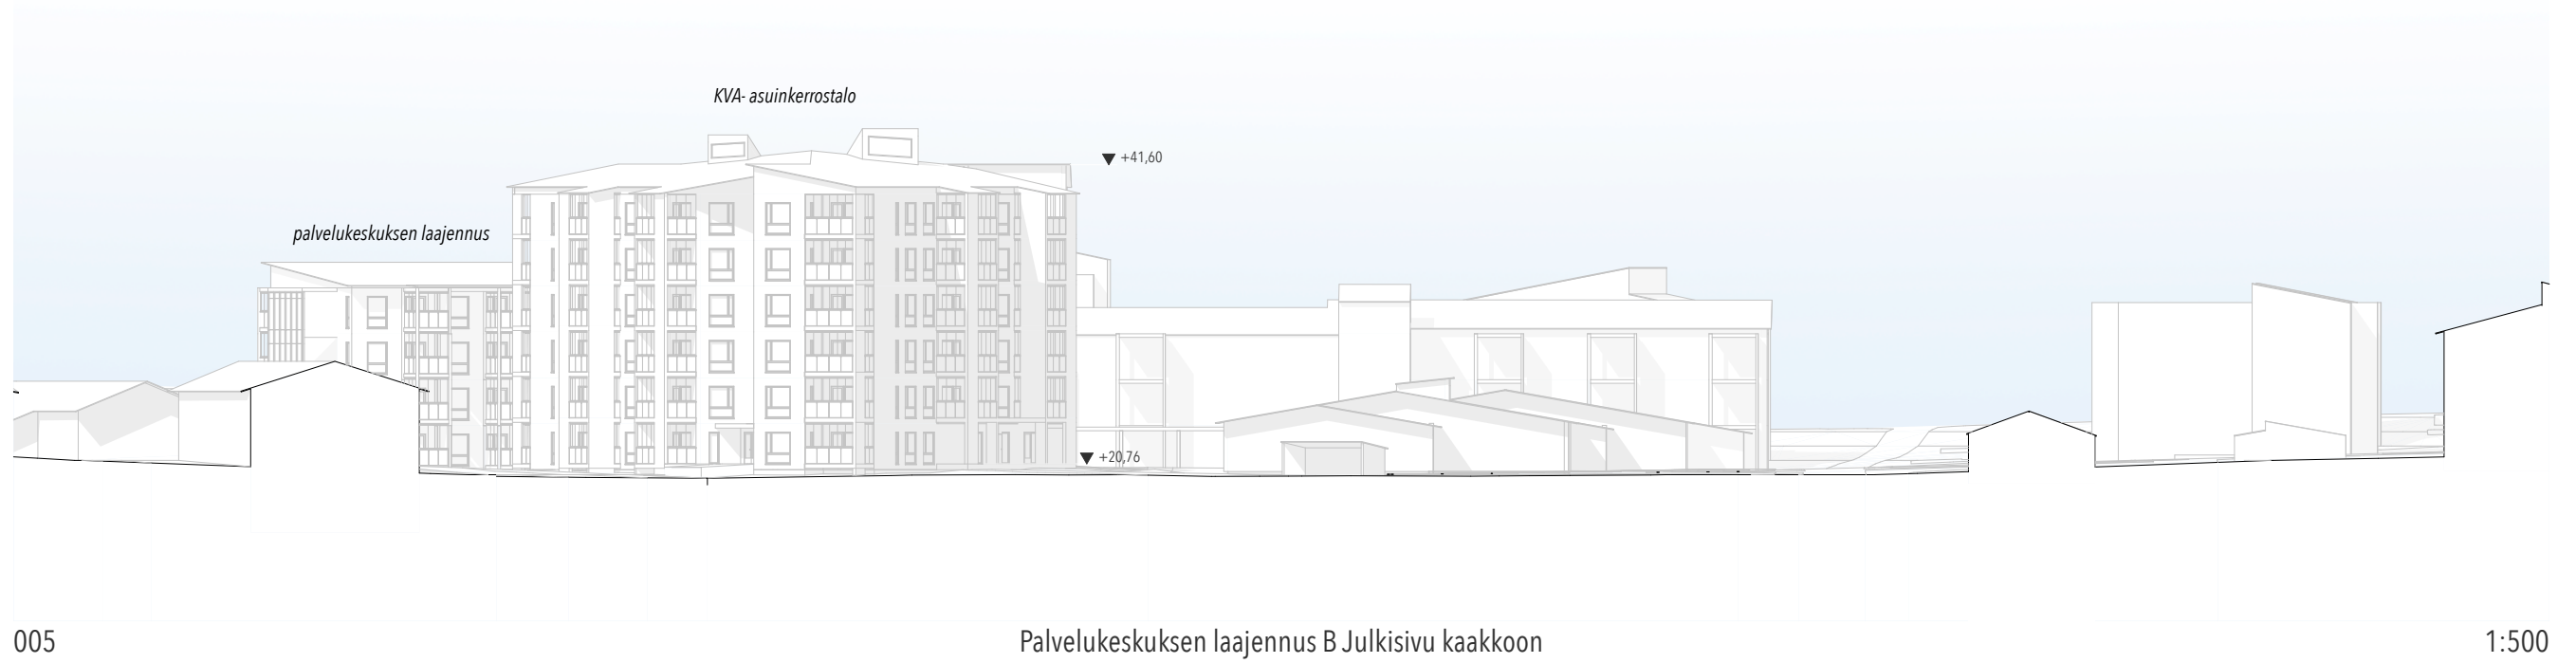 KVA- asuinkerrostalo
+41,60
palvelukeskuksen laajennus
+20,76
005
Palvelukeskuksen laajennus B Julkisivu kaakkoon
1:500